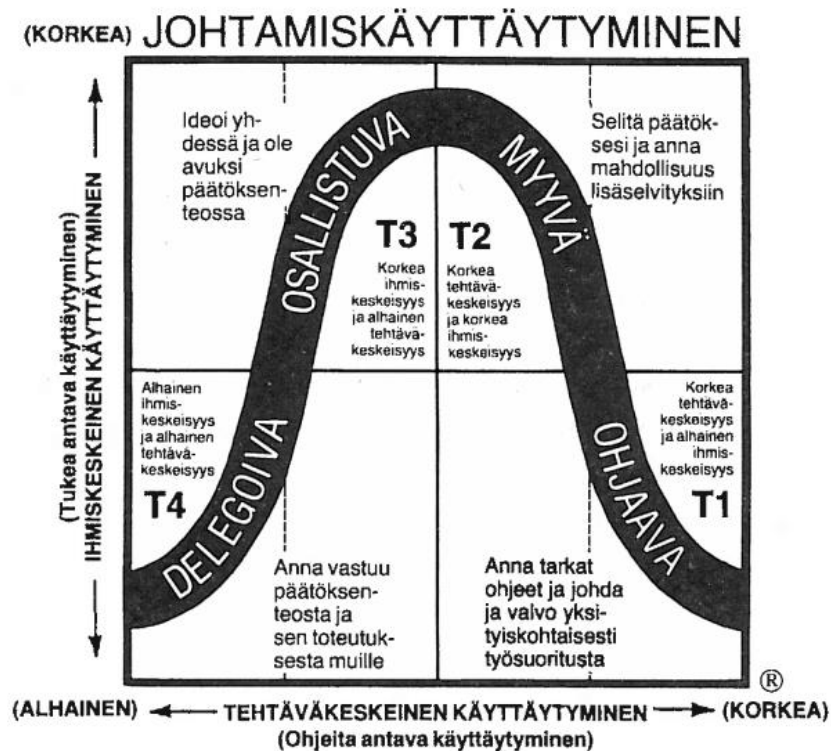 (KORKEA) JOHTAMISKÄYTTÄYTYMINEN
Ideoi yh-
dessä ja ole
avuksi
päätöksen-
teossa
OSALLISTUVA
MYYVÄ
Selitä päätök-
sesi ja anna
mahdollisuus
lisäselvityksiin
T3
Korkea
ihmis-
keskeisyys
ja alhainen
tehtävä-
keskeisyys
T2
Korkea
tehtävä-
keskeisyys
ja korkea
ihmis-
keskeisyys
Alhainen
ihmis-
keskeisyys
ja alhainen
tehtävä-
keskeisyys
T4
DELEGOIVA
OHJAAVA
Korkea
tehtävä-
keskeisyys
ja alhainen
ihmis-
keskeisyys
T1
Anna vastuu
päätöksen-
teosta ja
sen toteutuk-
sesta muille
Anna tarkat
ohjeet ja johda
ja valvo yksi-
tyiskohtaisesti
työsuoritusta
®
(Tukea antava käyttäytyminen)
IHMISKESKEINEN KÄYTTÄYTYMINEN
(ALHAINEN) TEHTÄVÄKESKEINEN KÄYTTÄYTYMINEN (KORKEA)
(Ohjeita antava käyttäytyminen)